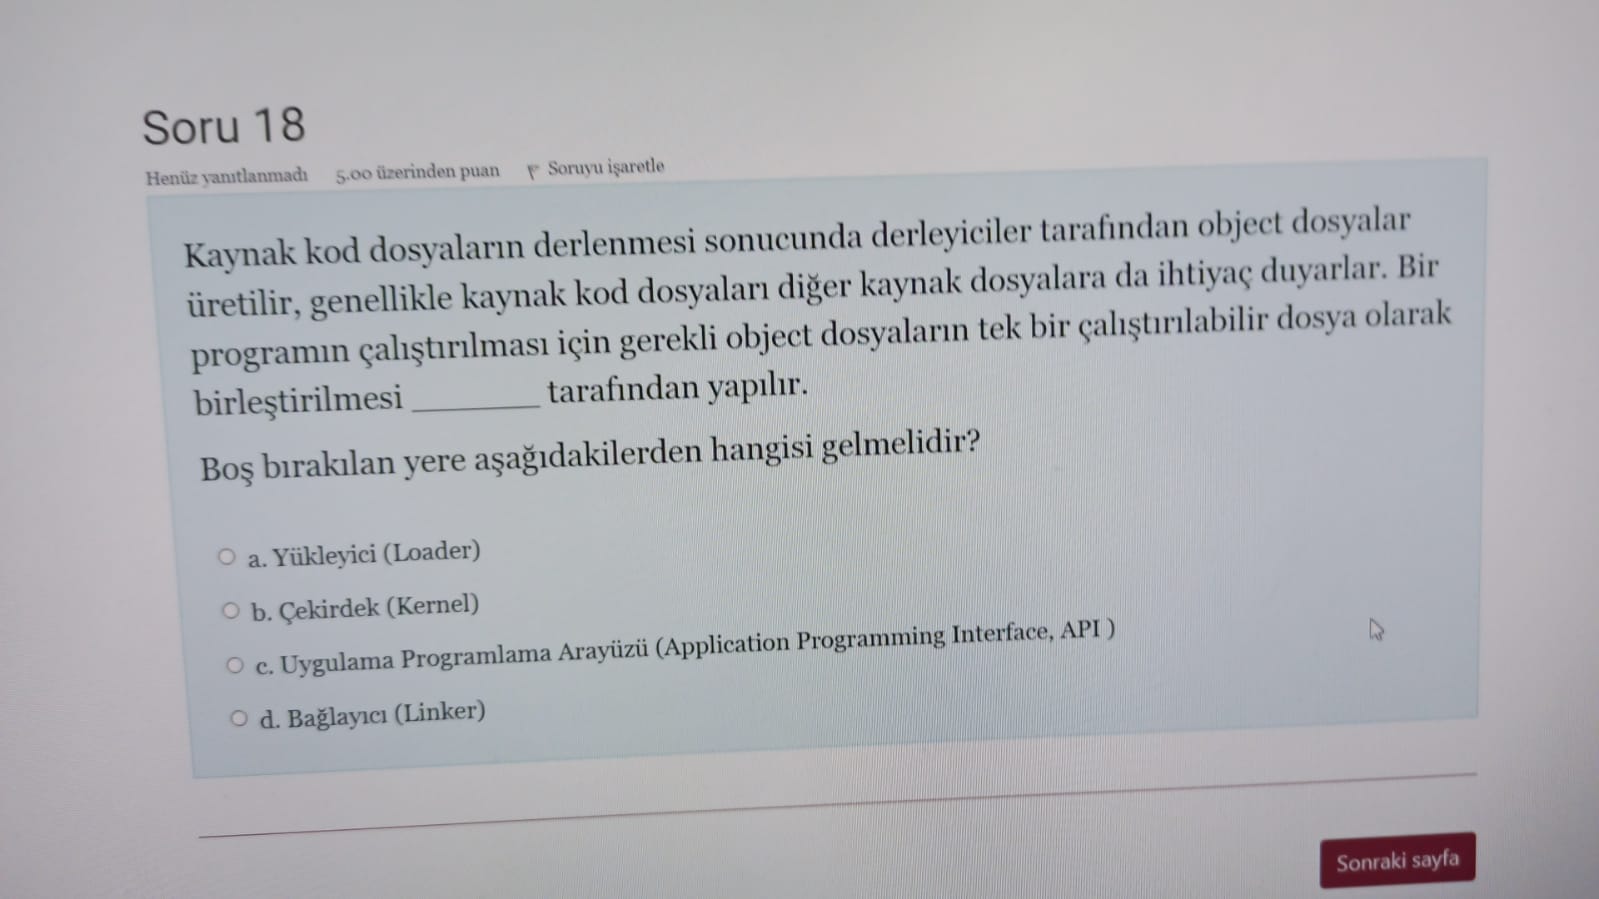 Soru 18
Henüz yanıtlanmadı 5.00 üzerinden puan Soruyu işaretle
Kaynak kod dosyaların derlenmesi sonucunda derleyiciler tarafından object dosyalar
üretilir, genellikle kaynak kod dosyaları diğer kaynak dosyalara da ihtiyaç duyarlar. Bir
programın çalıştırılması için gerekli object dosyaların tek bir çalıştırılabilir dosya olarak
birleştirilmesi ________ tarafından yapılır.
Boş bırakılan yere aşağıdakilerden hangisi gelmelidir?
a. Yükleyici (Loader)
b. Çekirdek (Kernel)
c. Uygulama Programlama Arayüzü (Application Programming Interface, API )
d. Bağlayıcı (Linker)
Sonraki sayfa